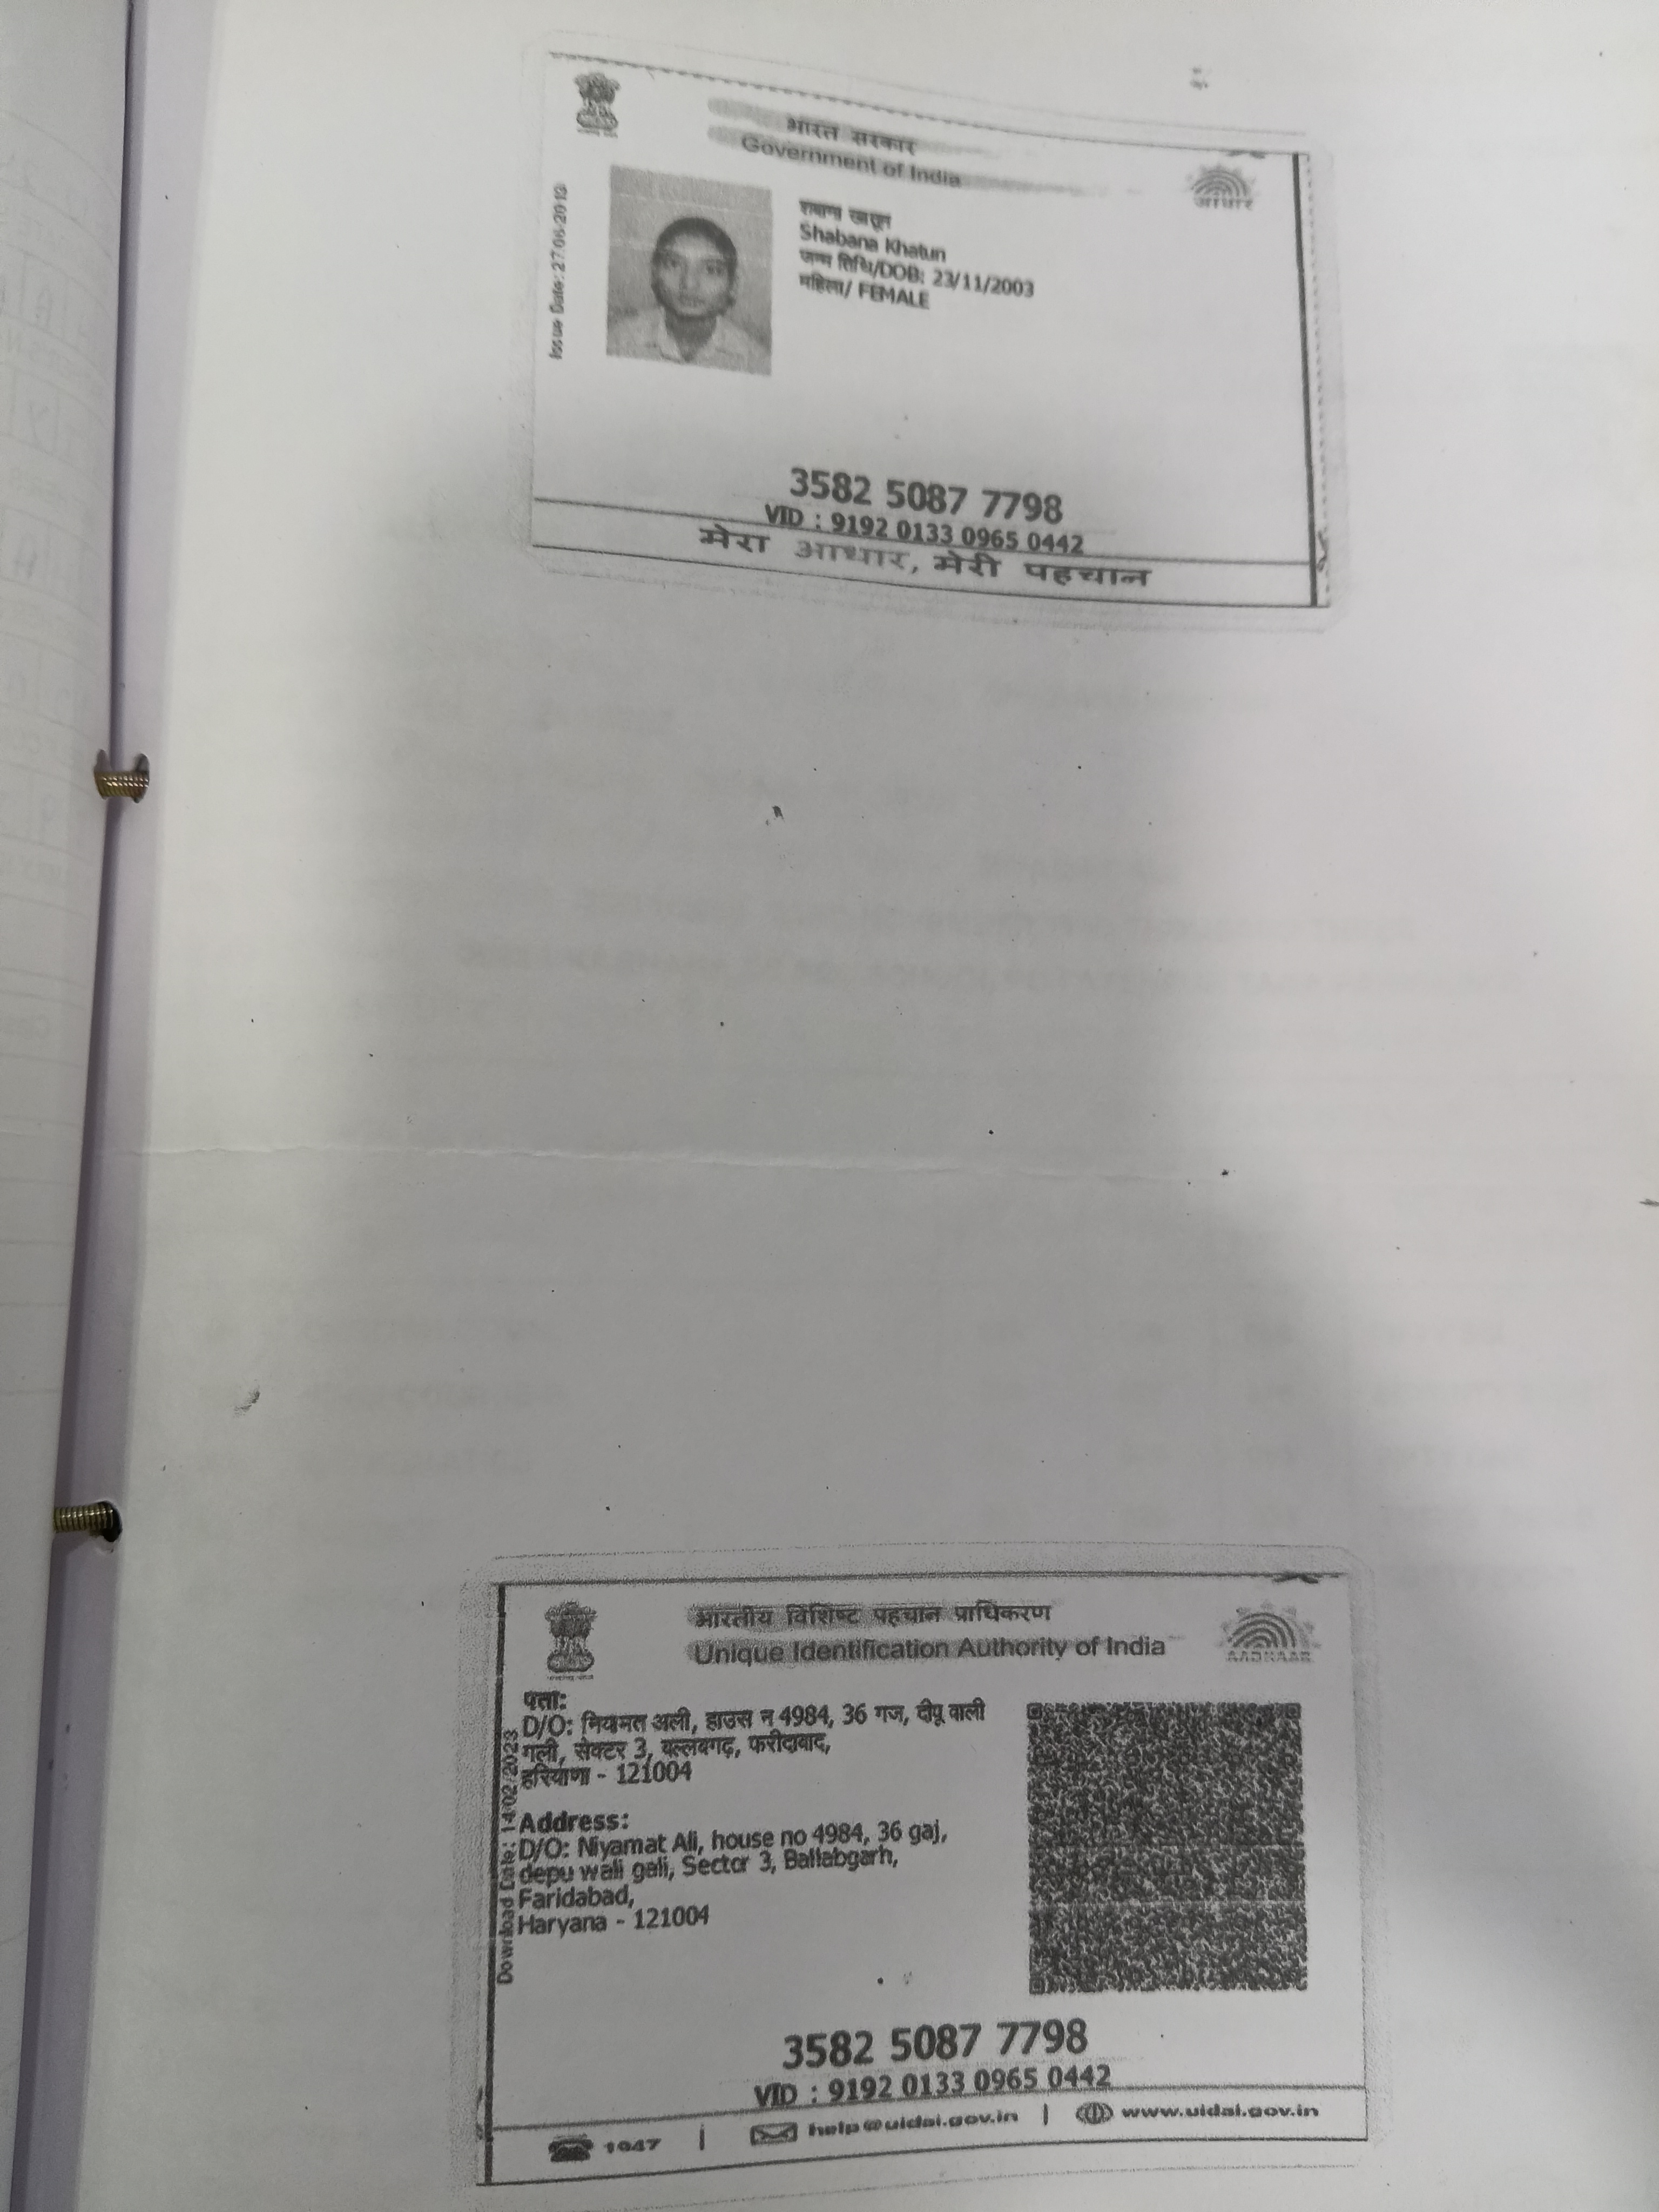 भारत सरकार
Government of India
आधार
Issue Date: 27.06.2013
शबाना खातून
Shabana Khatun
जन्म तिथि/DOB: 23/11/2003
महिला/ FEMALE
3582 5087 7798
VID : 9192 0133 0965 0442
मेरा आधार, मेरी पहचान
भारतीय विशिष्ट पहचान प्राधिकरण
Unique Identification Authority of India
AADHAAR
Download Date: 14/02/2023
पता:
D/O: नियामत अली, हाउस न 4984, 36 गज, दीपू वाली
गली, सेक्टर 3, बल्लबगढ़, फरीदाबाद,
हरियाणा - 121004
Address:
D/O: Niyamat Ali, house no 4984, 36 gaj,
depu wali gali, Sector 3, Ballabgarh,
Faridabad,
Haryana - 121004
3582 5087 7798
VID : 9192 0133 0965 0442
1947 | help@uidai.gov.in | www.uidai.gov.in